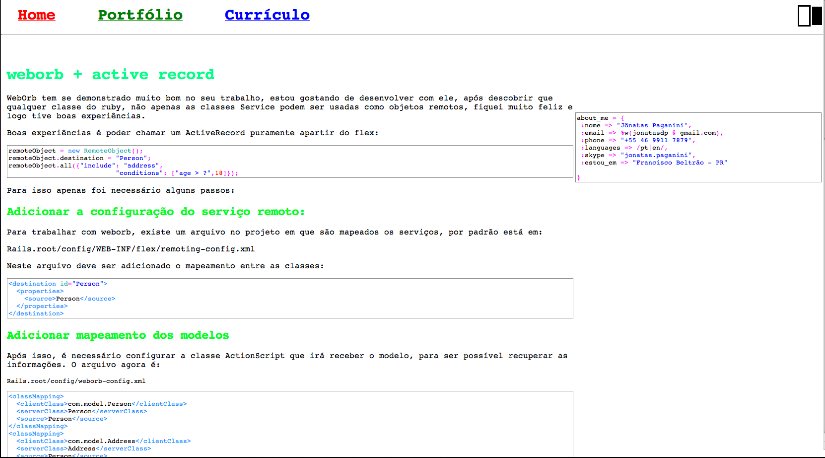 Home Portfólio Currículo
weborb + active record
WebOrb tem se demonstrado muito bom no seu trabalho, estou gostando de desenvolver com ele, após descobrir que
qualquer classe do ruby, não apenas as classes Service podem ser usadas como objetos remotos, fiquei muito feliz e
logo tive boas experiências.
Boas experiências é poder chamar um ActiveRecord puramente apartir do flex:
remoteObject = new RemoteObject();
remoteObject.destination = "Person";
remoteObject.all({"include": "address",
"conditions": ["age > ?",18]});
Para isso apenas foi necessário alguns passos:
Adicionar a configuração do serviço remoto:
Para trabalhar com weborb, existe um arquivo no projeto em que são mapeados os serviços, por padrão está em:
Rails.root/config/WEB-INF/flex/remoting-config.xml
Neste arquivo deve ser adicionado o mapeamento entre as classes:
<destination id="Person">
<properties>
<source>Person</source>
</properties>
</destination>
Adicionar mapeamento dos modelos
Após isso, é necessário configurar a classe ActionScript que irá receber o modelo, para ser possível recuperar as
informações. O arquivo agora é:
Rails.root/config/weborb-config.xml
<classMapping>
<clientClass>com.model.Person</clientClass>
<serverClass>Person</serverClass>
<source>Person</source>
</classMapping>
<classMapping>
<clientClass>com.model.Address</clientClass>
<serverClass>Address</serverClass>
<source>Person</source>
about me = {
:nome => "Jônatas Paganini",
:email => %w(jonatasdp @ gmail.com),
:phone => "+55 46 9911 7879",
:languages => /pt|en/,
:skype => "jonatas.paganini",
:estou_em => "Francisco Beltrão - PR"
}